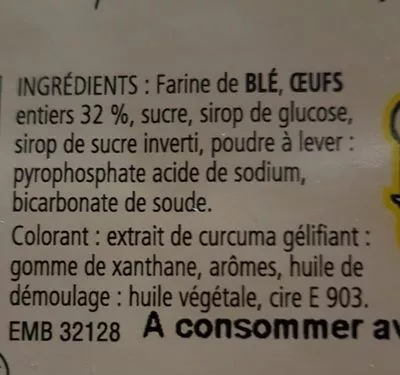 INGRÉDIENTS : Farine de BLÉ, ŒUFS
entiers 32 %, sucre, sirop de glucose,
sirop de sucre inverti, poudre à lever :
pyrophosphate acide de sodium,
bicarbonate de soude.
Colorant : extrait de curcuma gélifiant :
gomme de xanthane, arômes, huile de
démoulage : huile végétale, cire E 903.
EMB 32128 A consommer av